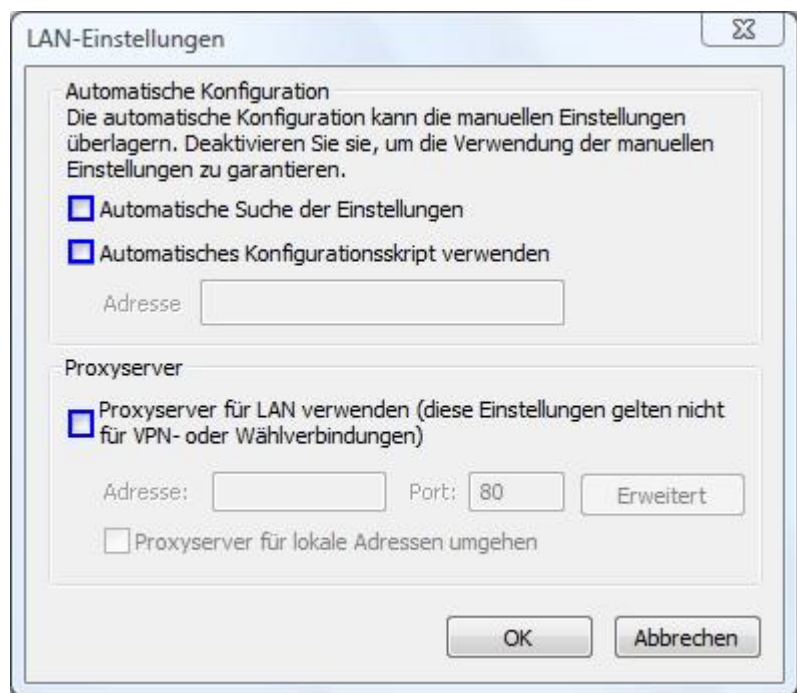 LAN-Einstellungen
Automatische Konfiguration
Die automatische Konfiguration kann die manuellen Einstellungen
überlagern. Deaktivieren Sie sie, um die Verwendung der manuellen
Einstellungen zu garantieren.
Automatische Suche der Einstellungen
Automatisches Konfigurationsskript verwenden
Adresse
Proxyserver
Proxyserver für LAN verwenden (diese Einstellungen gelten nicht
für VPN- oder Wählverbindungen)
Adresse: Port: 80 Erweitert
Proxyserver für lokale Adressen umgehen
OK Abbrechen